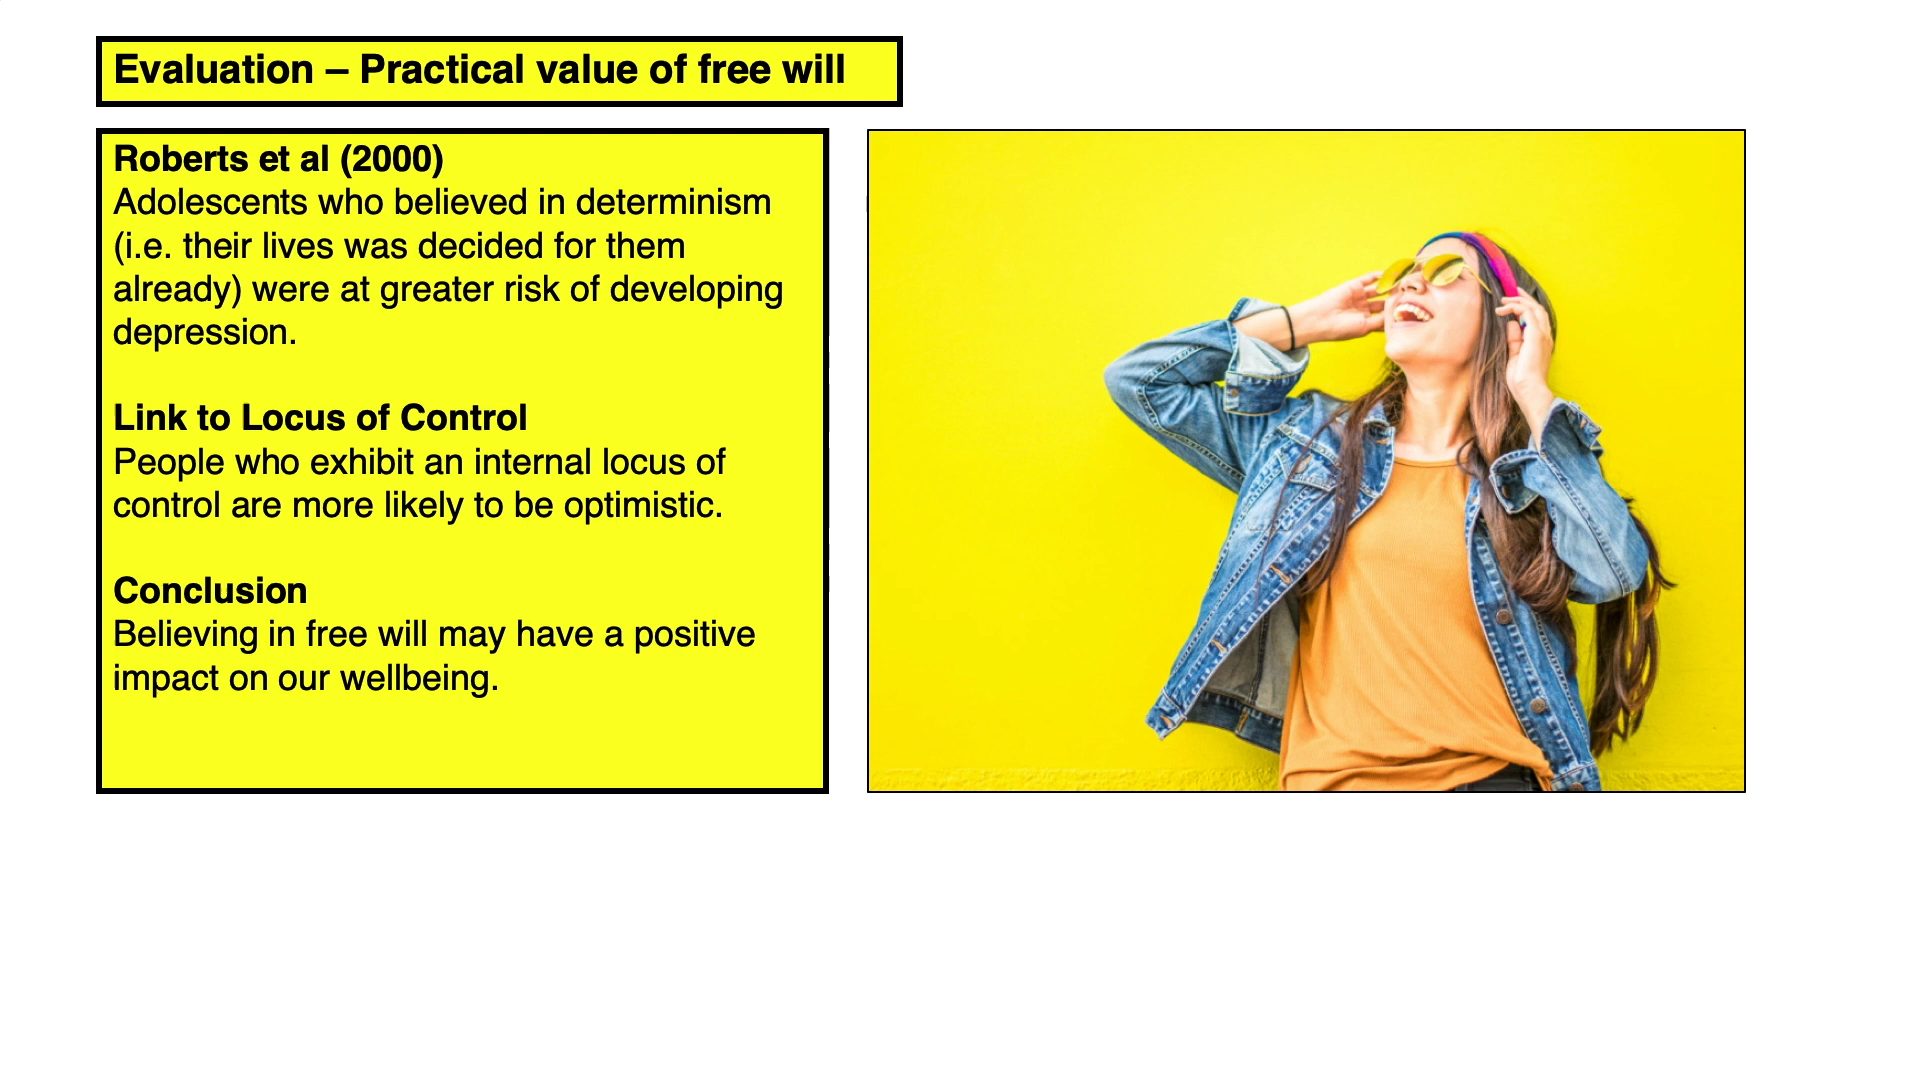 Evaluation – Practical value of free will
Roberts et al (2000)
Adolescents who believed in determinism
(i.e. their lives was decided for them
already) were at greater risk of developing
depression.
Link to Locus of Control
People who exhibit an internal locus of
control are more likely to be optimistic.
Conclusion
Believing in free will may have a positive
impact on our wellbeing.